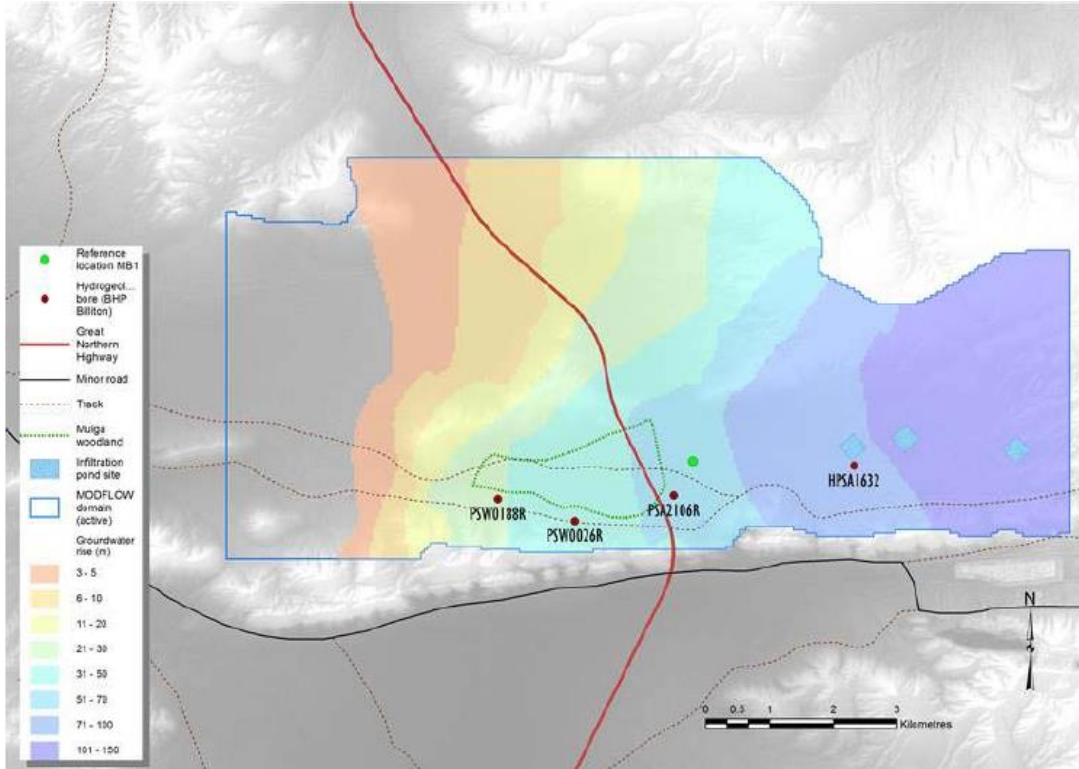 Reference
location MB1
Hydrogeol...
bore (BHP
Billiton)
Great
Northern
Highway
Minor road
Track
Mulga
woodland
Infiltration
pond site
MODFLOW
domain
(active)
Groundwater
rise (m)
3 - 5
6 - 10
11 - 20
21 - 30
31 - 50
51 - 70
71 - 100
101 - 150
PSW0188R
PSW0026R
PSA2106R
HPSA1632
N
0 0.5 1 2 3
Kilometres